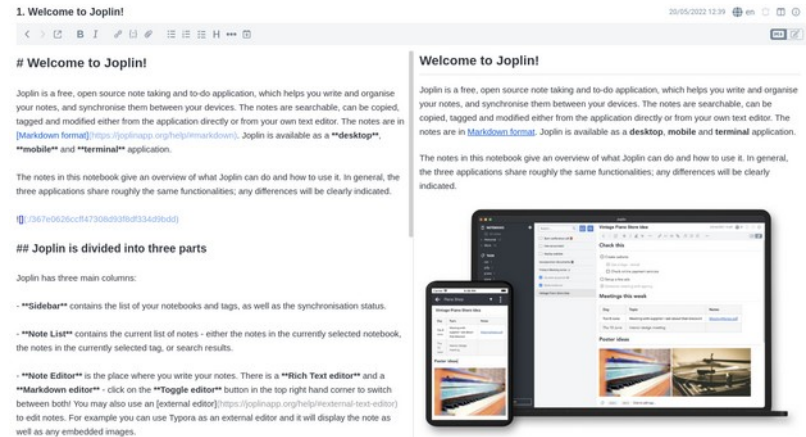 1. Welcome to Joplin!
20/05/2022 12:39
en
B I H
# Welcome to Joplin!
Joplin is a free, open source note taking and to-do application, which helps you write and organise
your notes, and synchronise them between your devices. The notes are searchable, can be copied,
tagged and modified either from the application directly or from your own text editor. The notes are in
[Markdown format](https://joplinapp.org/help/#markdown). Joplin is available as a **desktop**,
**mobile** and **terminal** application.
The notes in this notebook give an overview of what Joplin can do and how to use it. In general, the
three applications share roughly the same functionalities; any differences will be clearly indicated.
## Joplin is divided into three parts
Joplin has three main columns:
- **Sidebar** contains the list of your notebooks and tags, as well as the synchronisation status.
- **Note List** contains the current list of notes - either the notes in the currently selected notebook,
the notes in the currently selected tag, or search results.
- **Note Editor** is the place where you write your notes. There is a **Rich Text editor** and a
**Markdown editor** - click on the **Toggle editor** button in the top right hand corner to switch
between both! You may also use an [external editor](https://joplinapp.org/help/#external-text-editor)
to edit notes. For example you can use Typora as an external editor and it will display the note as
well as any embedded images.
Welcome to Joplin!
Joplin is a free, open source note taking and to-do application, which helps you write and organise
your notes, and synchronise them between your devices. The notes are searchable, can be copied,
tagged and modified either from the application directly or from your own text editor. The
notes are in Markdown format. Joplin is available as a desktop, mobile and terminal application.
The notes in this notebook give an overview of what Joplin can do and how to use it. In general,
the three applications share roughly the same functionalities; any differences will be clearly
indicated.
Vintage Piano Store idea
Check this
Meetings this week
Day Topic Notes
Poster ideas
Piano Store
Vintage Piano Store idea
Poster ideas